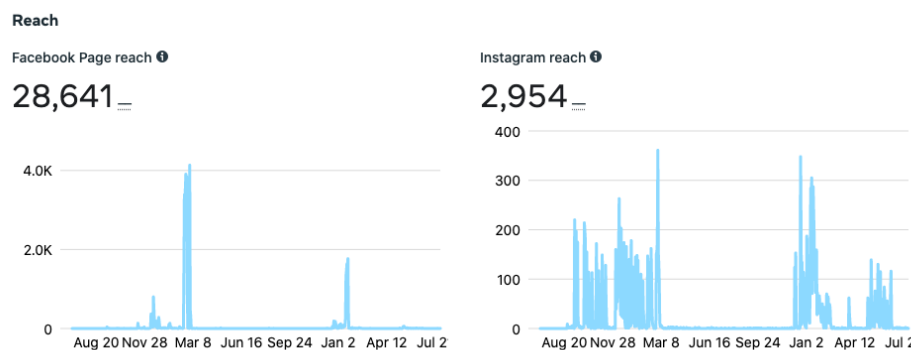 Reach
Facebook Page reach
Instagram reach
28,641
2,954
4.0K
2.0K
0
Aug 20 Nov 28 Mar 8 Jun 16 Sep 24 Jan 2 Apr 12 Jul 2
400
300
200
100
0
Aug 20 Nov 28 Mar 8 Jun 16 Sep 24 Jan 2 Apr 12 Jul 2